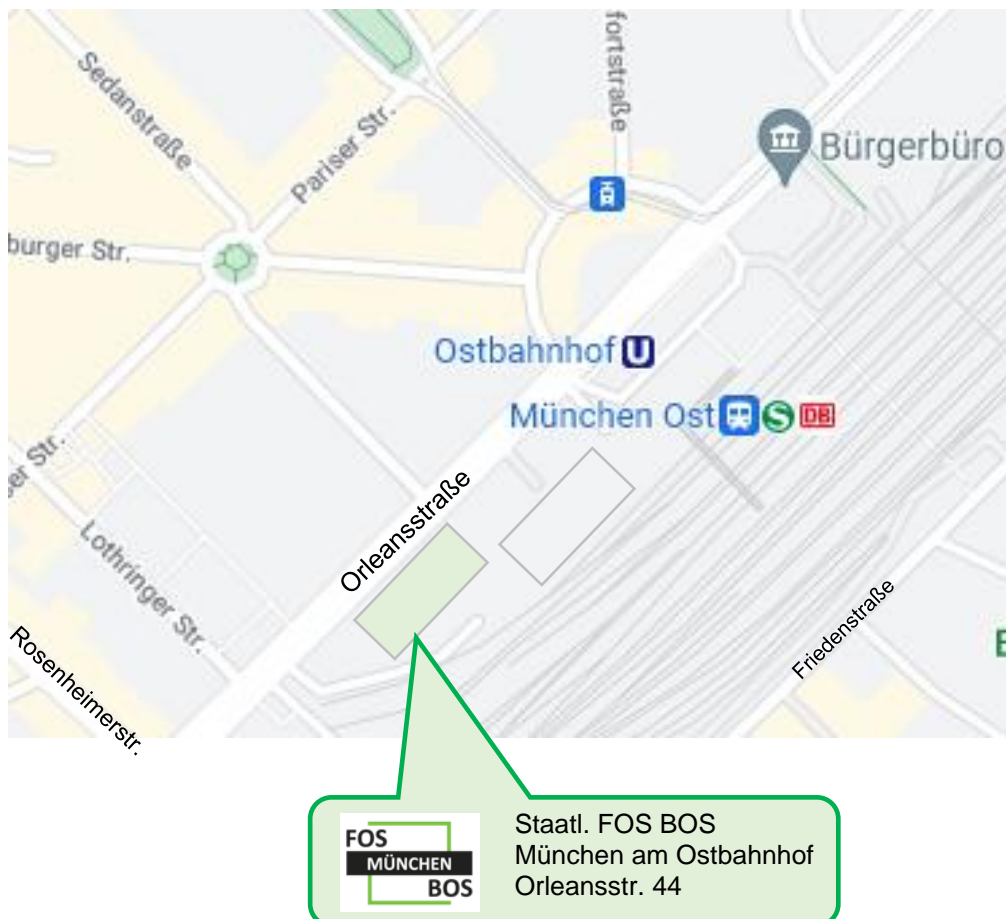 fortstraße
Sedanstraße
Pariser Str.
Bürgerbüro
burger Str.
Ostbahnhof U
München Ost S DB
er Str.
Orleansstraße
Lothringer Str.
Rosenheimerstr.
Friedenstraße
E
FOS
MÜNCHEN
BOS
Staatl. FOS BOS
München am Ostbahnhof
Orleansstr. 44